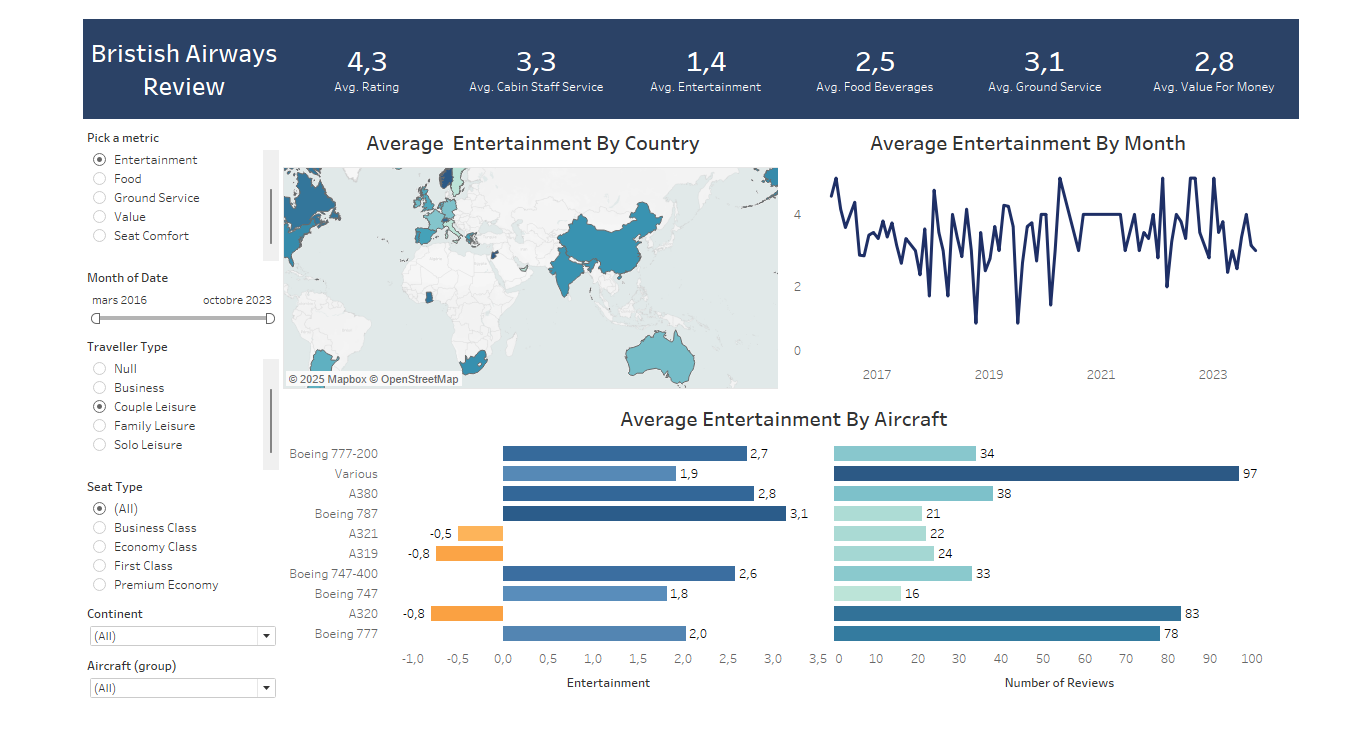 Bristish Airways
Review
4,3
Avg. Rating
3,3
Avg. Cabin Staff Service
1,4
Avg. Entertainment
2,5
Avg. Food Beverages
3,1
Avg. Ground Service
2,8
Avg. Value For Money
Pick a metric
Entertainment
Food
Ground Service
Value
Seat Comfort
Month of Date
mars 2016 octobre 2023
Traveller Type
Null
Business
Couple Leisure
Family Leisure
Solo Leisure
Seat Type
(All)
Business Class
Economy Class
First Class
Premium Economy
Continent
(All)
Aircraft (group)
(All)
Average Entertainment By Country
© 2025 Mapbox © OpenStreetMap
Average Entertainment By Month
4
2
0
2017 2019 2021 2023
Average Entertainment By Aircraft
Boeing 777-200 2,7 34
Various 1,9 97
A380 2,8 38
Boeing 787 3,1 21
A321 -0,5 22
A319 -0,8 24
Boeing 747-400 2,6 33
Boeing 747 1,8 16
A320 -0,8 83
Boeing 777 2,0 78
-1,0 -0,5 0,0 0,5 1,0 1,5 2,0 2,5 3,0 3,5 0 10 20 30 40 50 60 70 80 90 100
Entertainment Number of Reviews